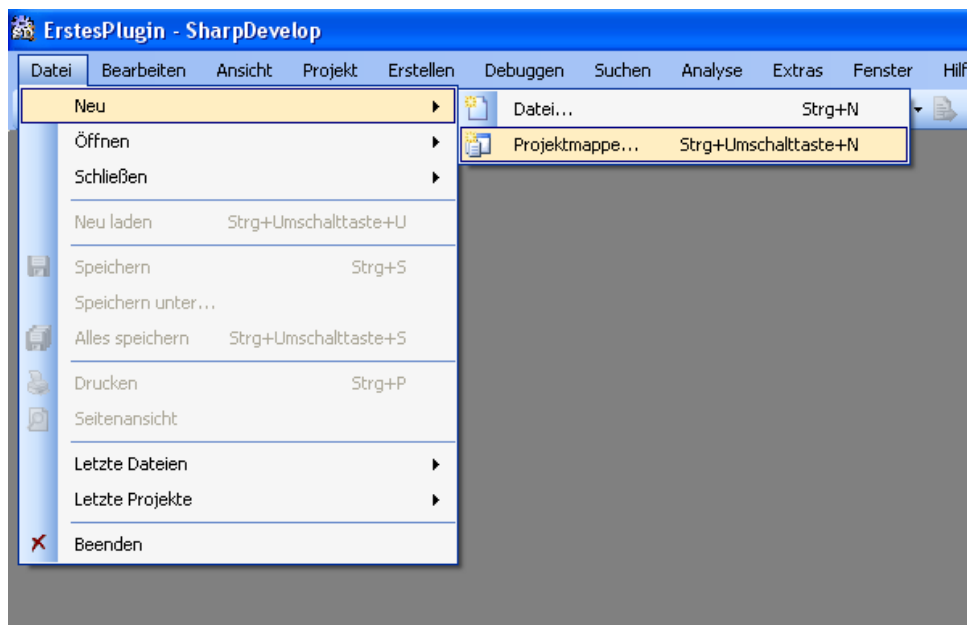 ErstesPlugin - SharpDevelop
Datei Bearbeiten Ansicht Projekt Erstellen Debuggen Suchen Analyse Extras Fenster Hilf
Neu
Datei... Strg+N
Öffnen
Projektmappe... Strg+Umschalttaste+N
Schließen
Neu laden Strg+Umschalttaste+U
Speichern Strg+S
Speichern unter...
Alles speichern Strg+Umschalttaste+S
Drucken Strg+P
Seitenansicht
Letzte Dateien
Letzte Projekte
Beenden